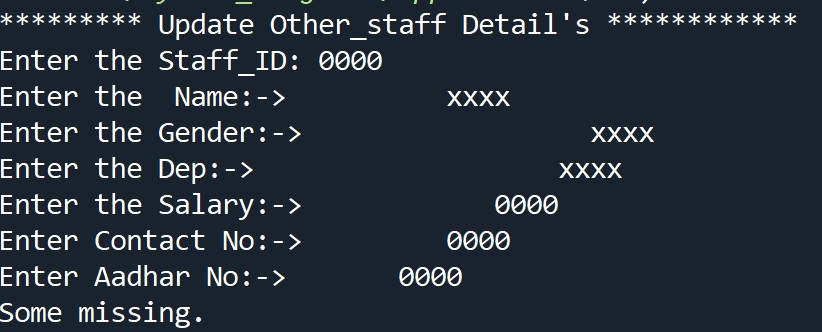 ********* Update Other_staff Detail's ************
Enter the Staff_ID: 0000
Enter the  Name:->          xxxx
Enter the Gender:->                  xxxx
Enter the Dep:->                   xxxx
Enter the Salary:->            0000
Enter Contact No:->         0000
Enter Aadhar No:->       0000
Some missing.